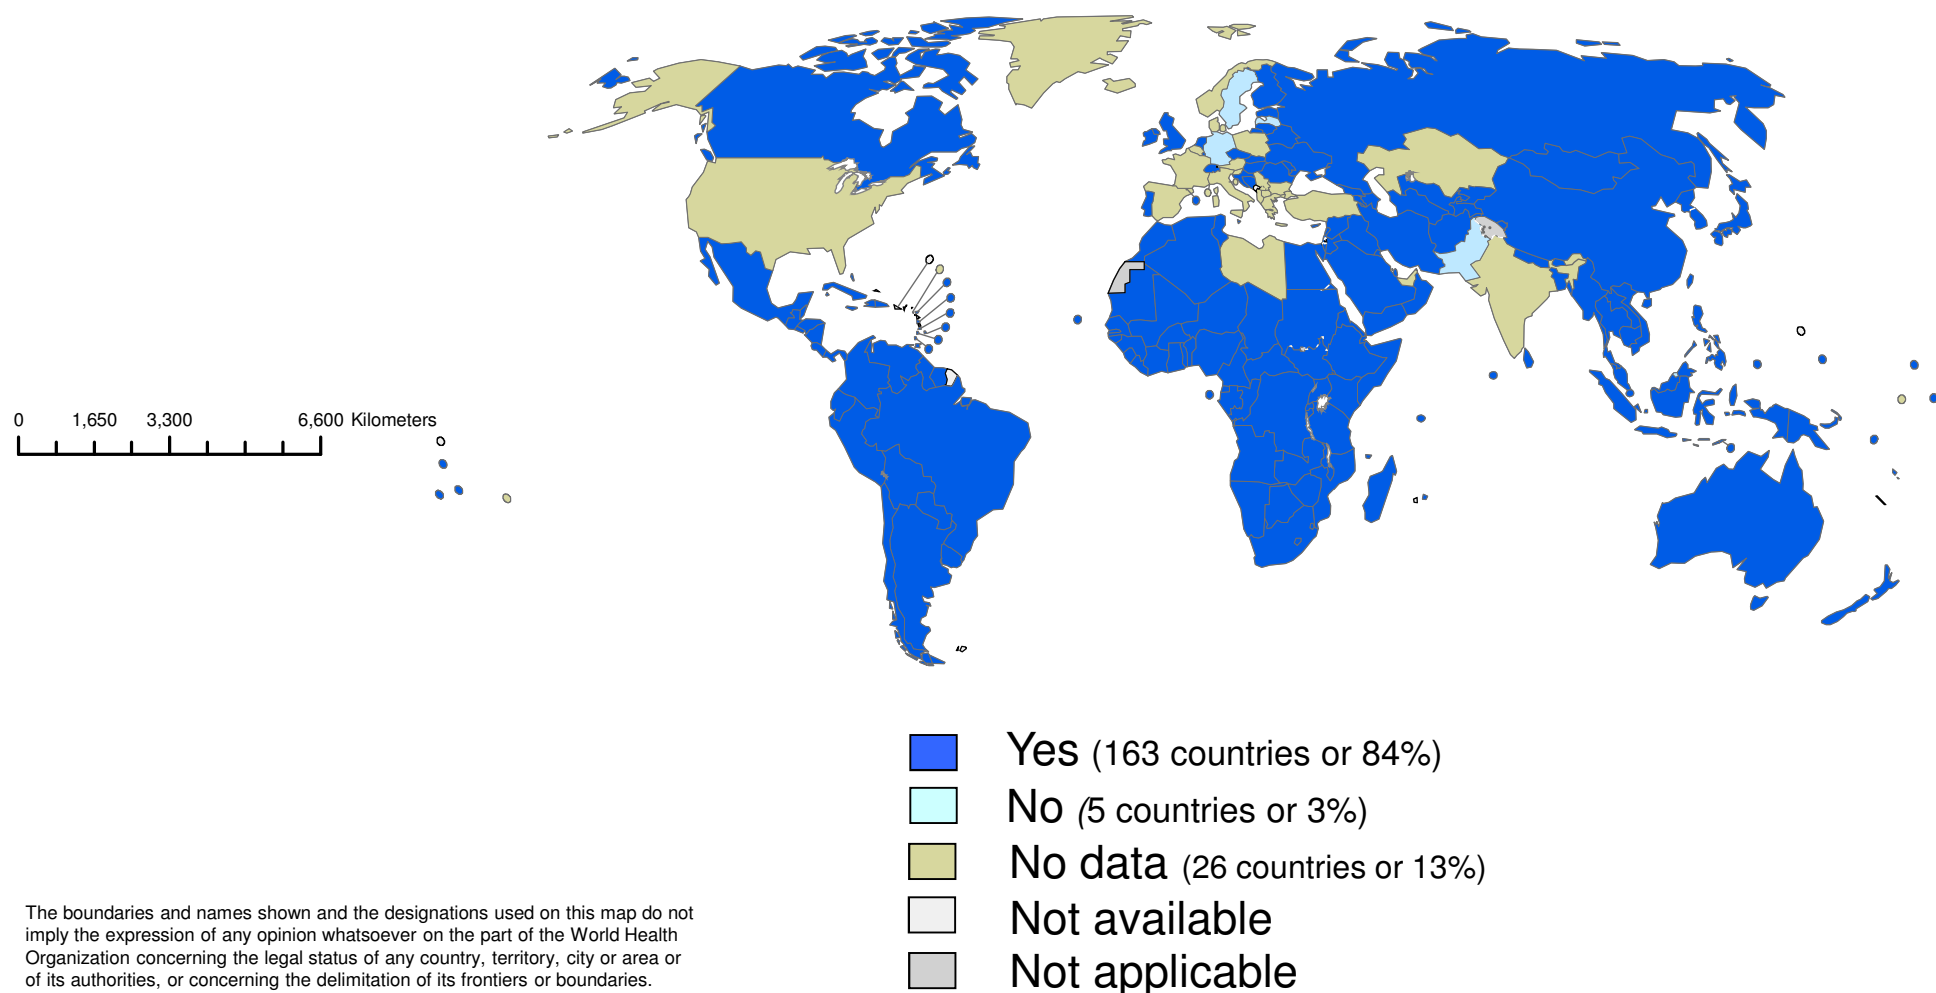 0 1,650 3,300 6,600 Kilometers
Yes (163 countries or 84%)
No (5 countries or 3%)
No data (26 countries or 13%)
Not available
Not applicable
The boundaries and names shown and the designations used on this map do not
imply the expression of any opinion whatsoever on the part of the World Health
Organization concerning the legal status of any country, territory, city or area or
of its authorities, or concerning the delimitation of its frontiers or boundaries.